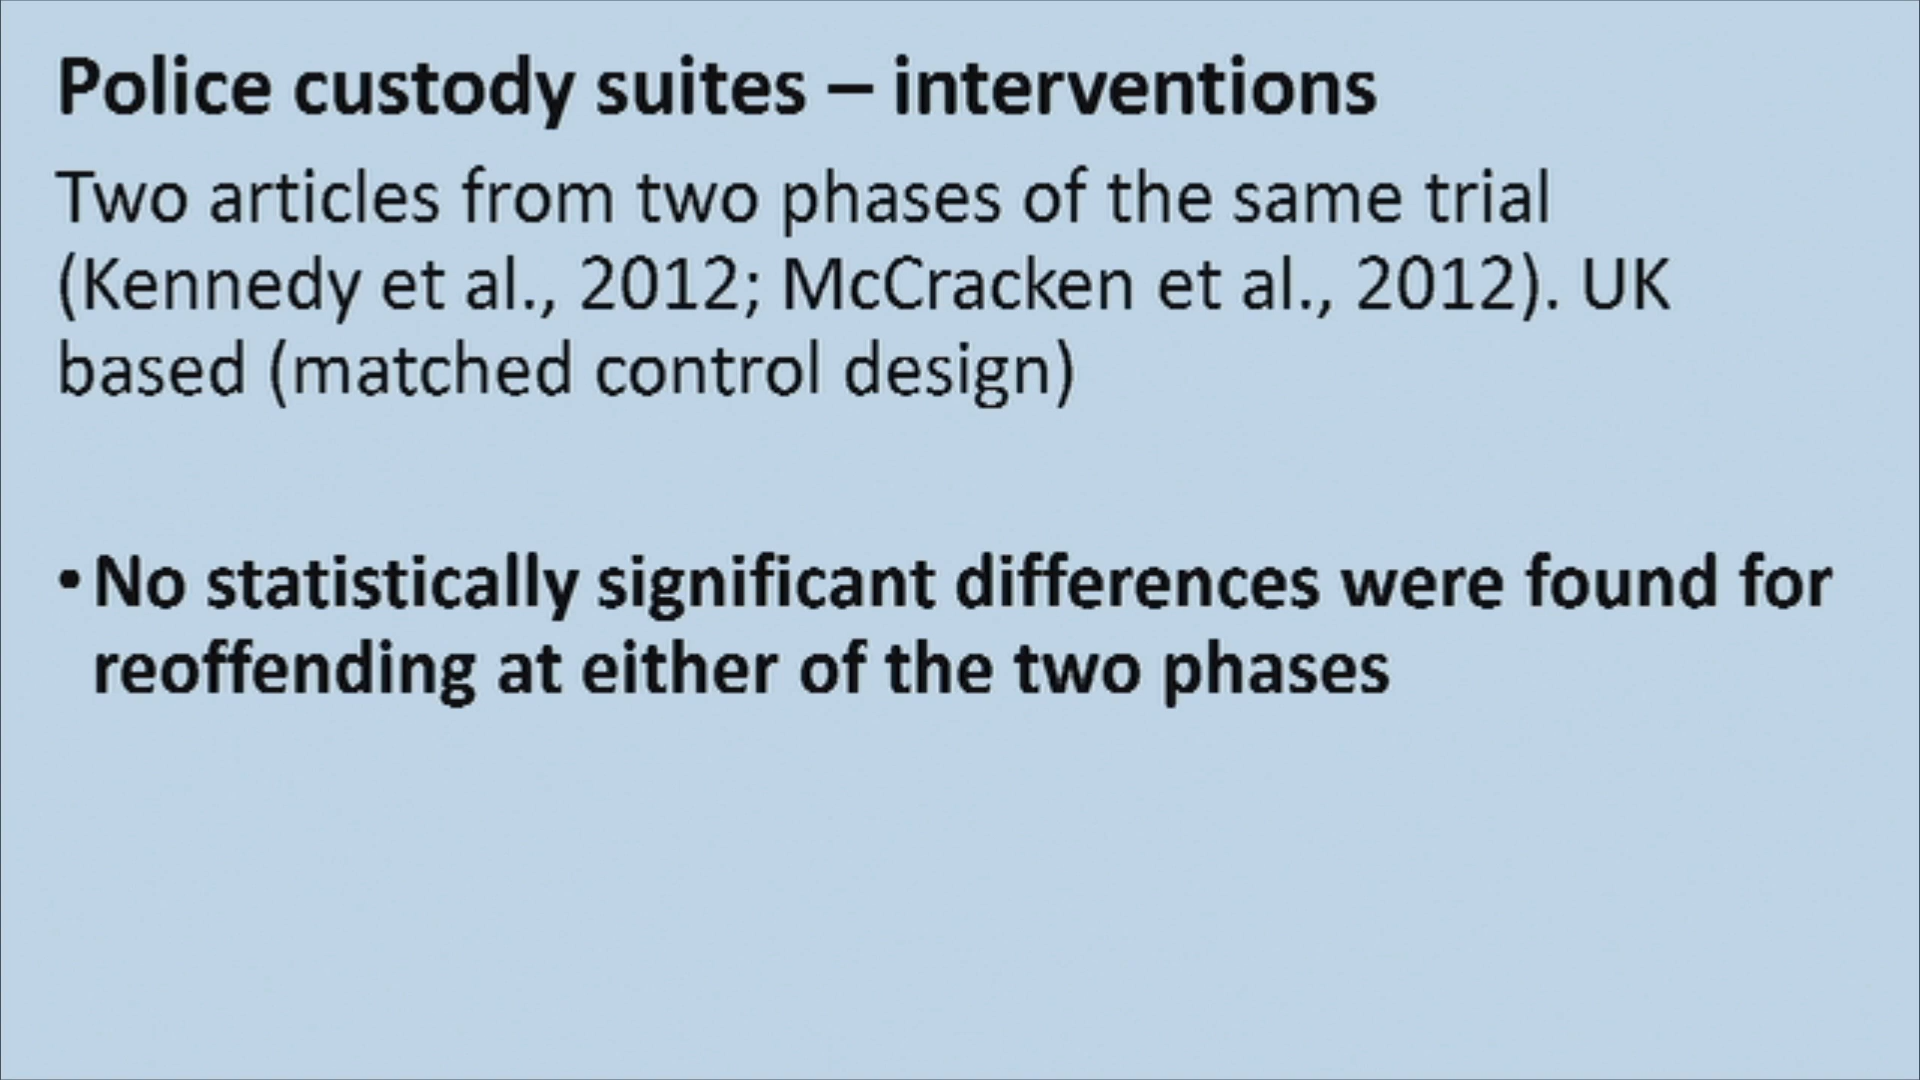 Police custody suites – interventions
Two articles from two phases of the same trial
(Kennedy et al., 2012; McCracken et al., 2012). UK
based (matched control design)
• No statistically significant differences were found for
reoffending at either of the two phases